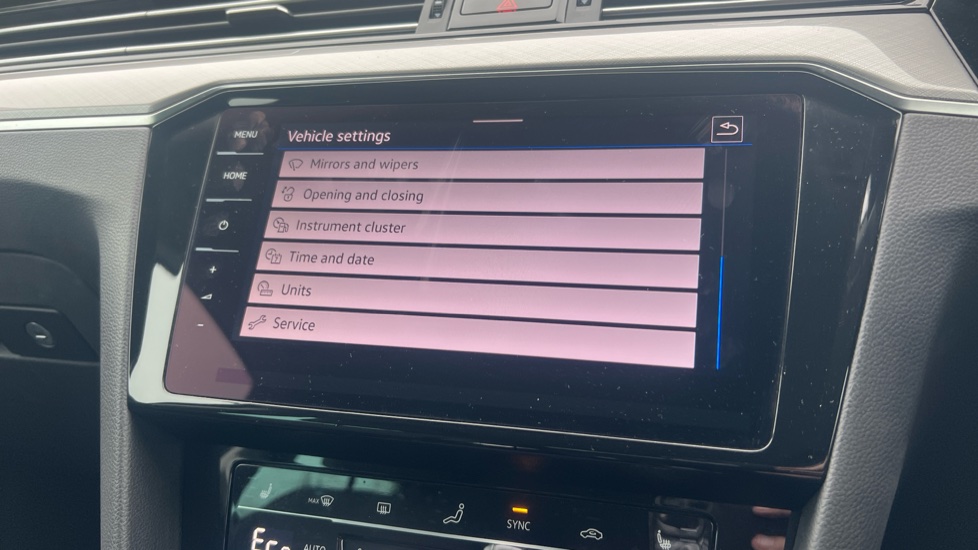 MENU
Vehicle settings
Mirrors and wipers
HOME
Opening and closing
Instrument cluster
Time and date
+
Units
-
Service
MAX
SYNC
AUTO